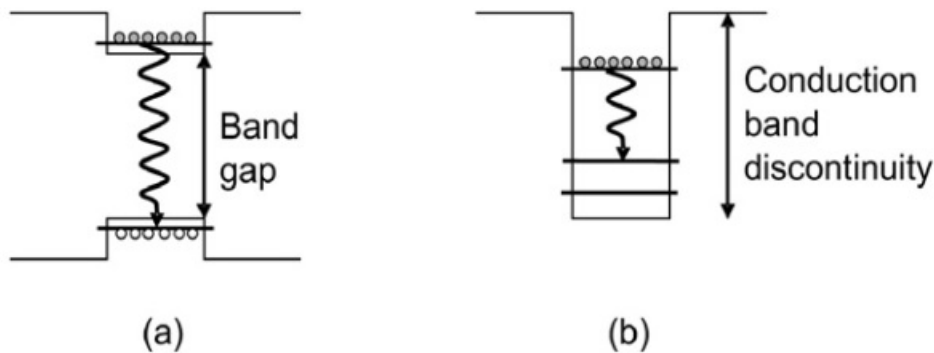 Band
gap
Conduction
band
discontinuity
(a)
(b)